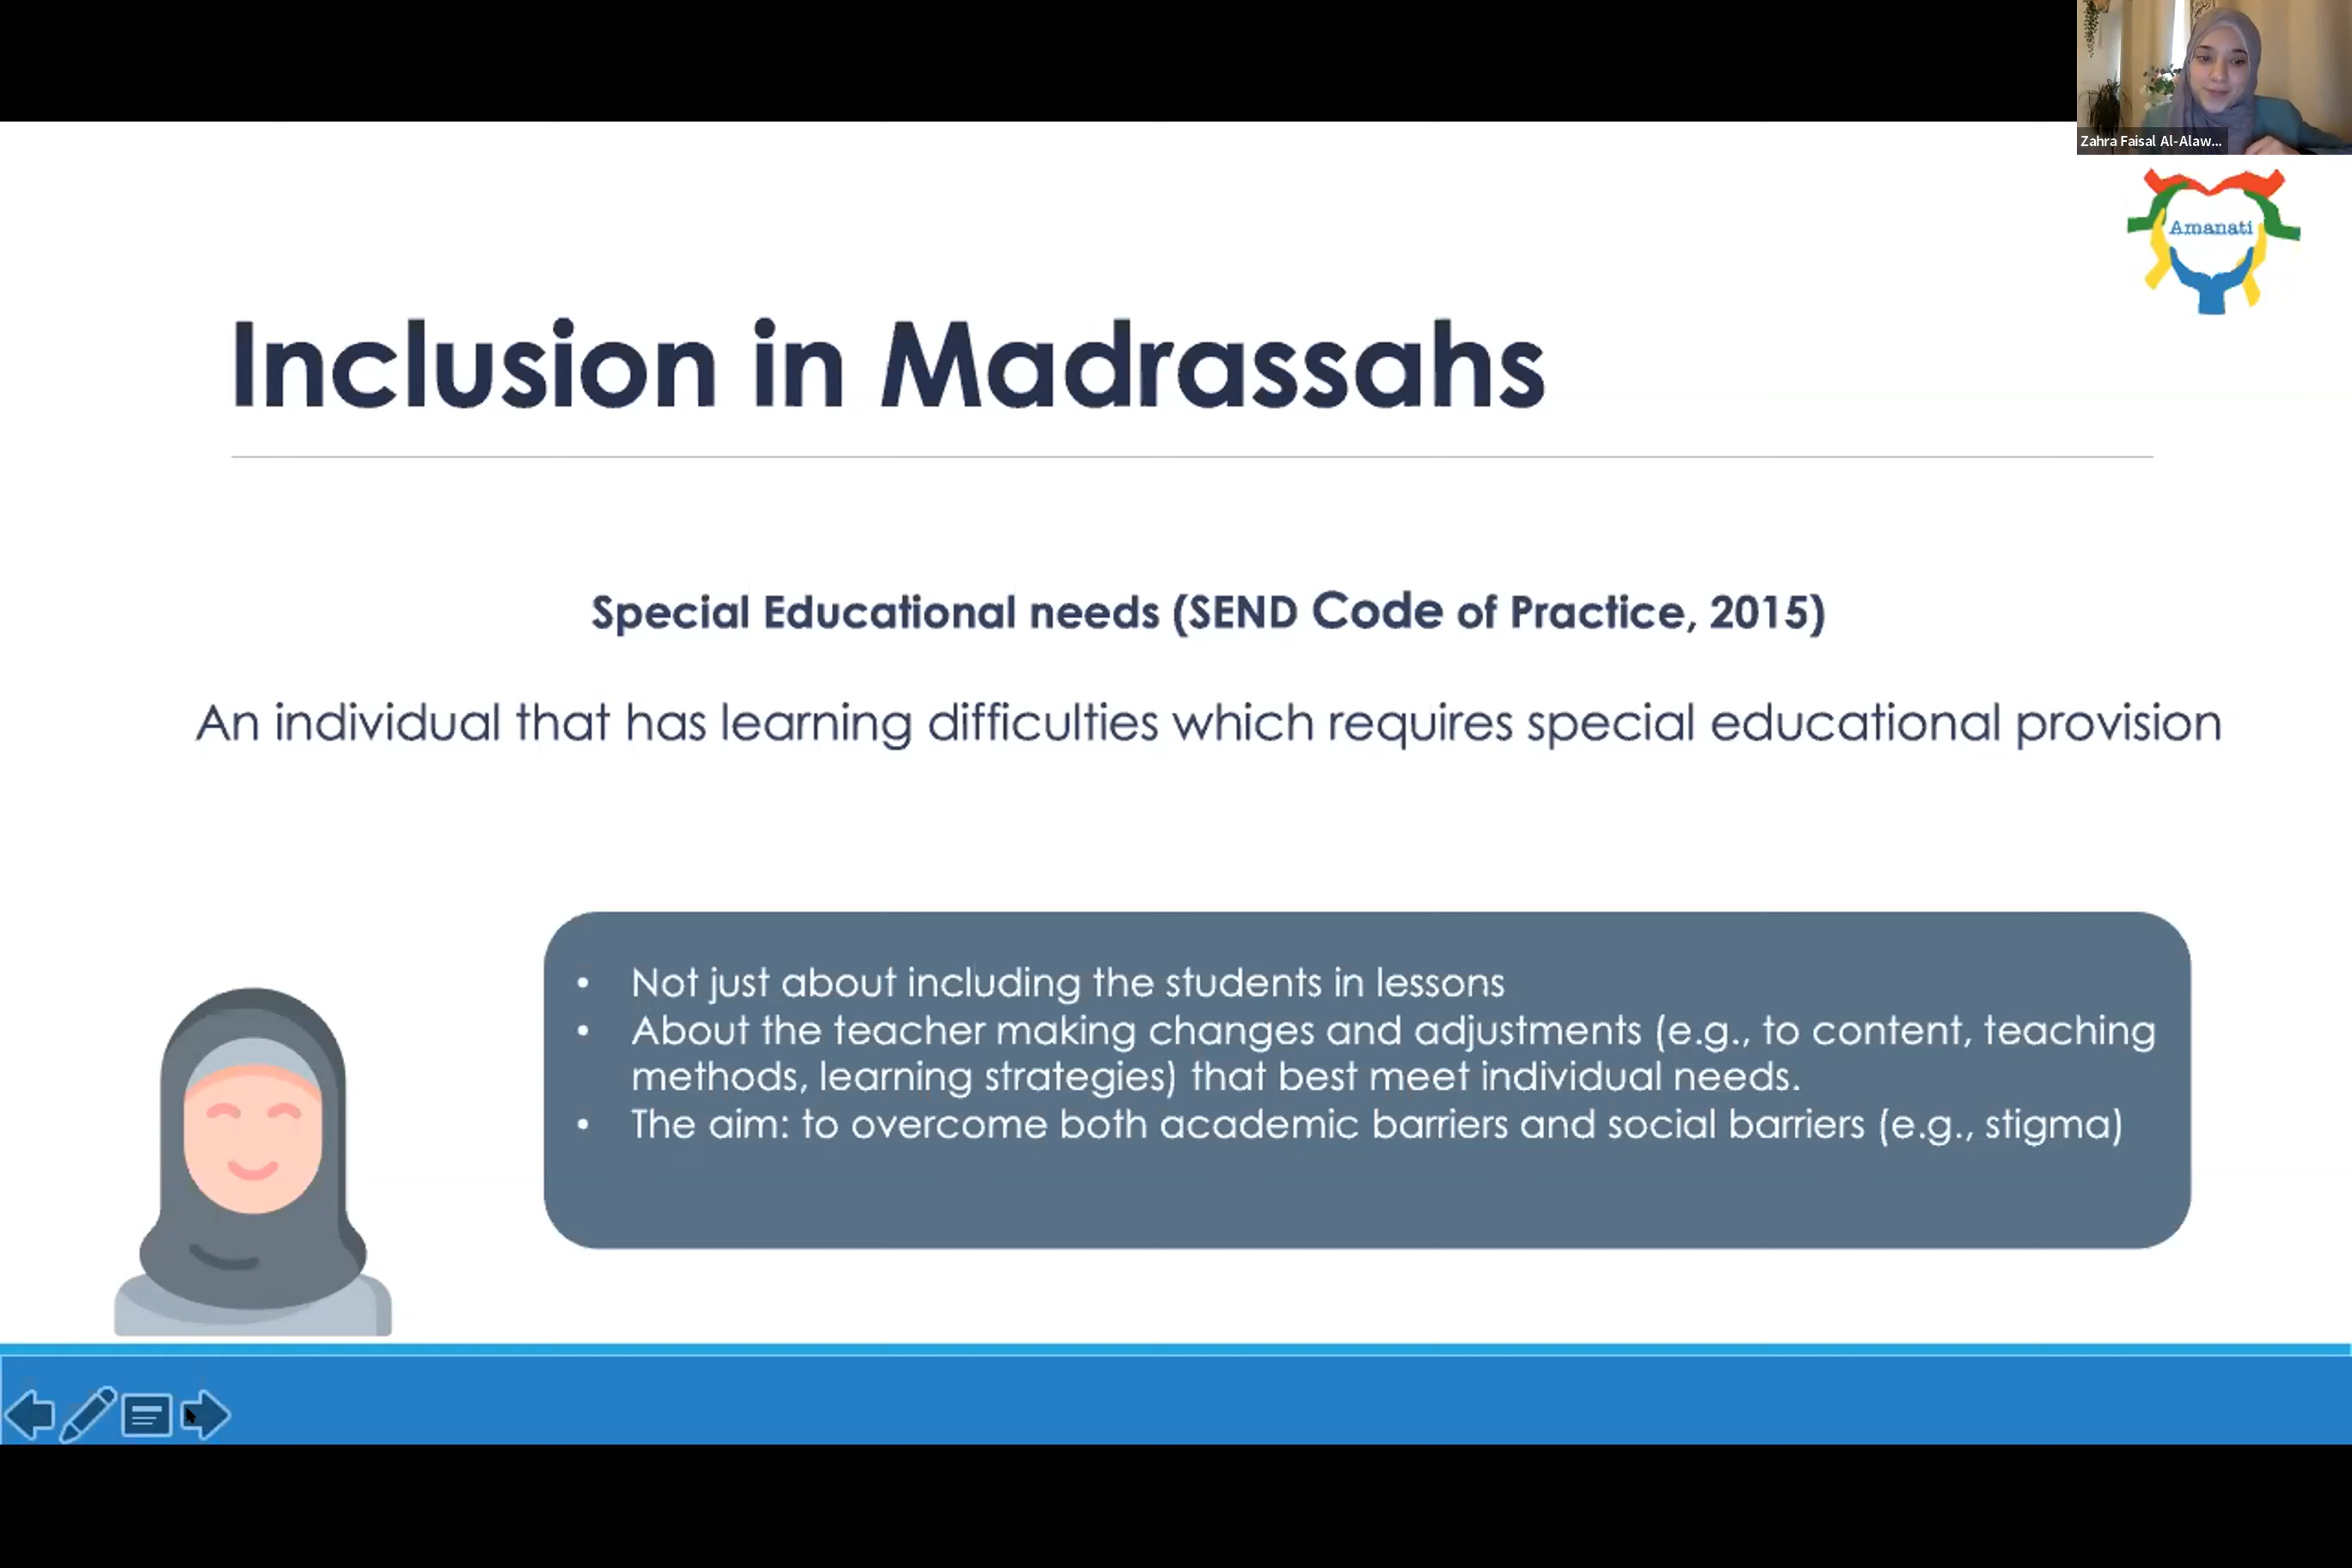 Zahra Faisal Al-Alaw...
Amanati
Inclusion in Madrassahs
Special Educational needs (SEND Code of Practice, 2015)
An individual that has learning difficulties which requires special educational provision
• Not just about including the students in lessons
• About the teacher making changes and adjustments (e.g., to content, teaching
methods, learning strategies) that best meet individual needs.
• The aim: to overcome both academic barriers and social barriers (e.g., stigma)